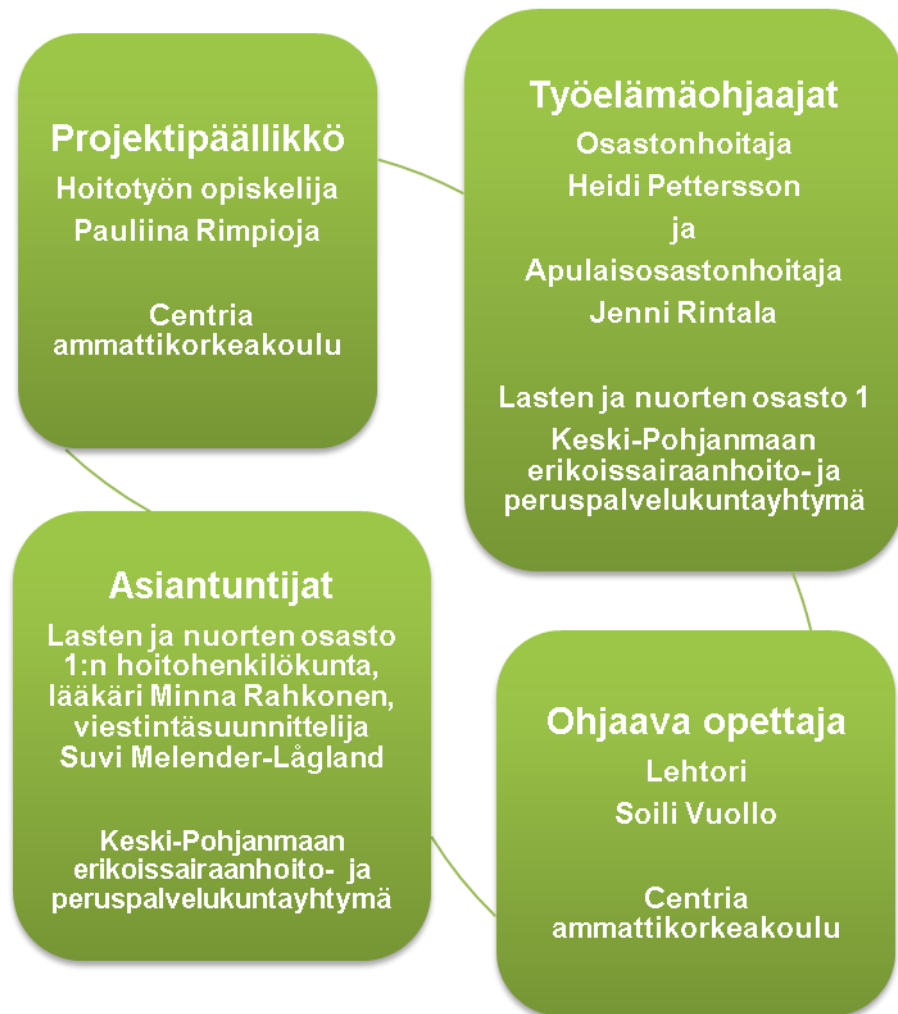 Projektipäällikkö
Hoitotyön opiskelija
Pauliina Rimpioja
Centria
ammattikorkeakoulu
Työelämäohjaajat
Osastonhoitaja
Heidi Pettersson
ja
Apulaisosastonhoitaja
Jenni Rintala
Lasten ja nuorten osasto 1
Keski-Pohjanmaan
erikoissairaanhoito- ja
peruspalvelukuntayhtymä
Asiantuntijat
Lasten ja nuorten osasto
1:n hoitohenkilökunta,
lääkäri Minna Rahkonen,
viestintäsuunnittelija
Suvi Melender-Lågland
Keski-Pohjanmaan
erikoissairaanhoito- ja
peruspalvelukuntayhtymä
Ohjaava opettaja
Lehtori
Soili Vuollo
Centria
ammattikorkeakoulu